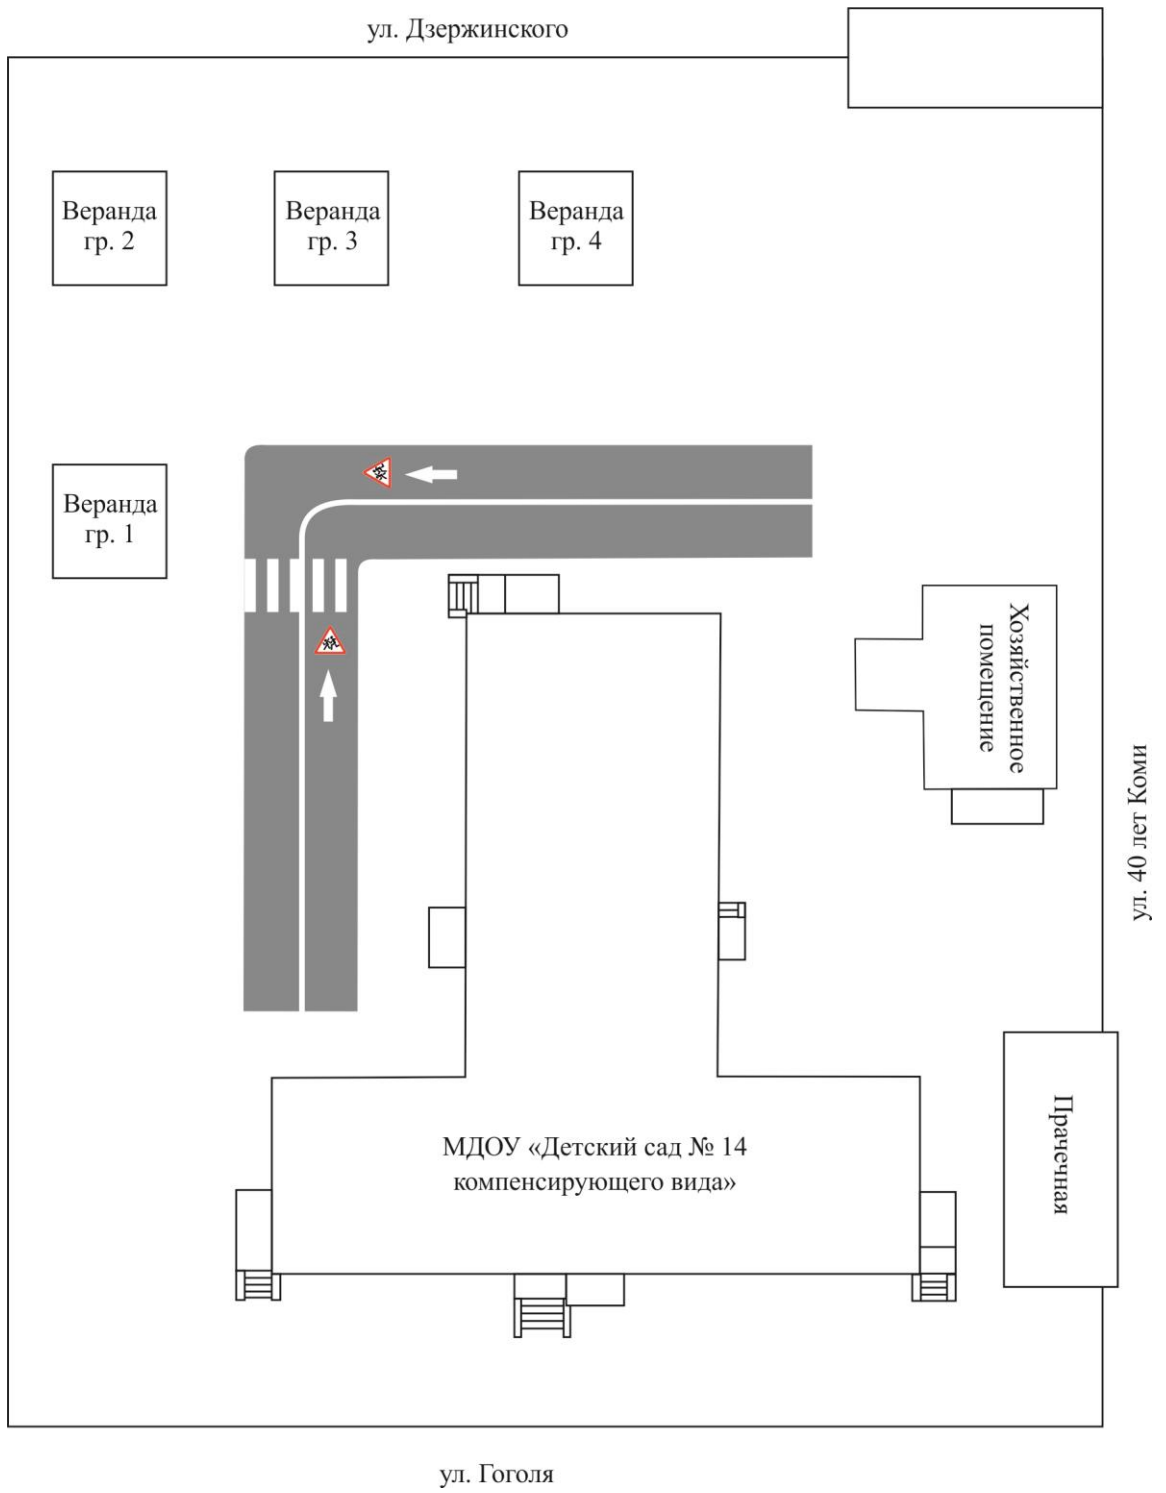 ул. Дзержинского
Веранда
гр. 2
Веранда
гр. 3
Веранда
гр. 4
Веранда
гр. 1
Хозяйственное
помещение
ул. 40 лет Коми
МДОУ «Детский сад № 14
компенсирующего вида»
Прачечная
ул. Гоголя